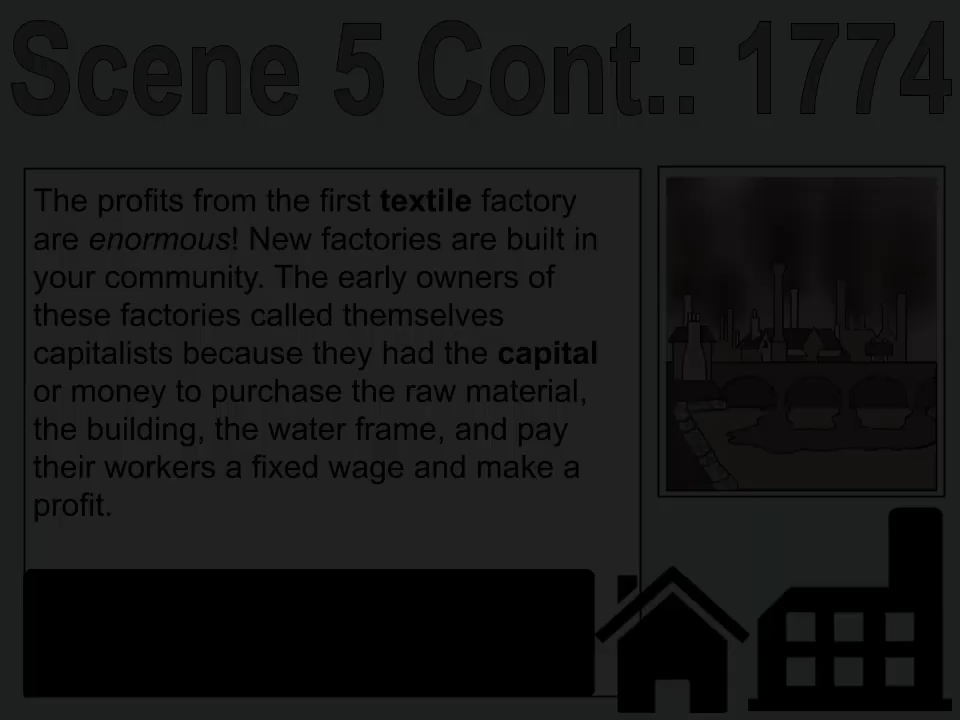 Scene 5 Cont.: 1774
The profits from the first textile factory
are enormous! New factories are built in
your community. The early owners of
these factories called themselves
capitalists because they had the capital
or money to purchase the raw material,
the building, the water frame, and pay
their workers a fixed wage and make a
profit.